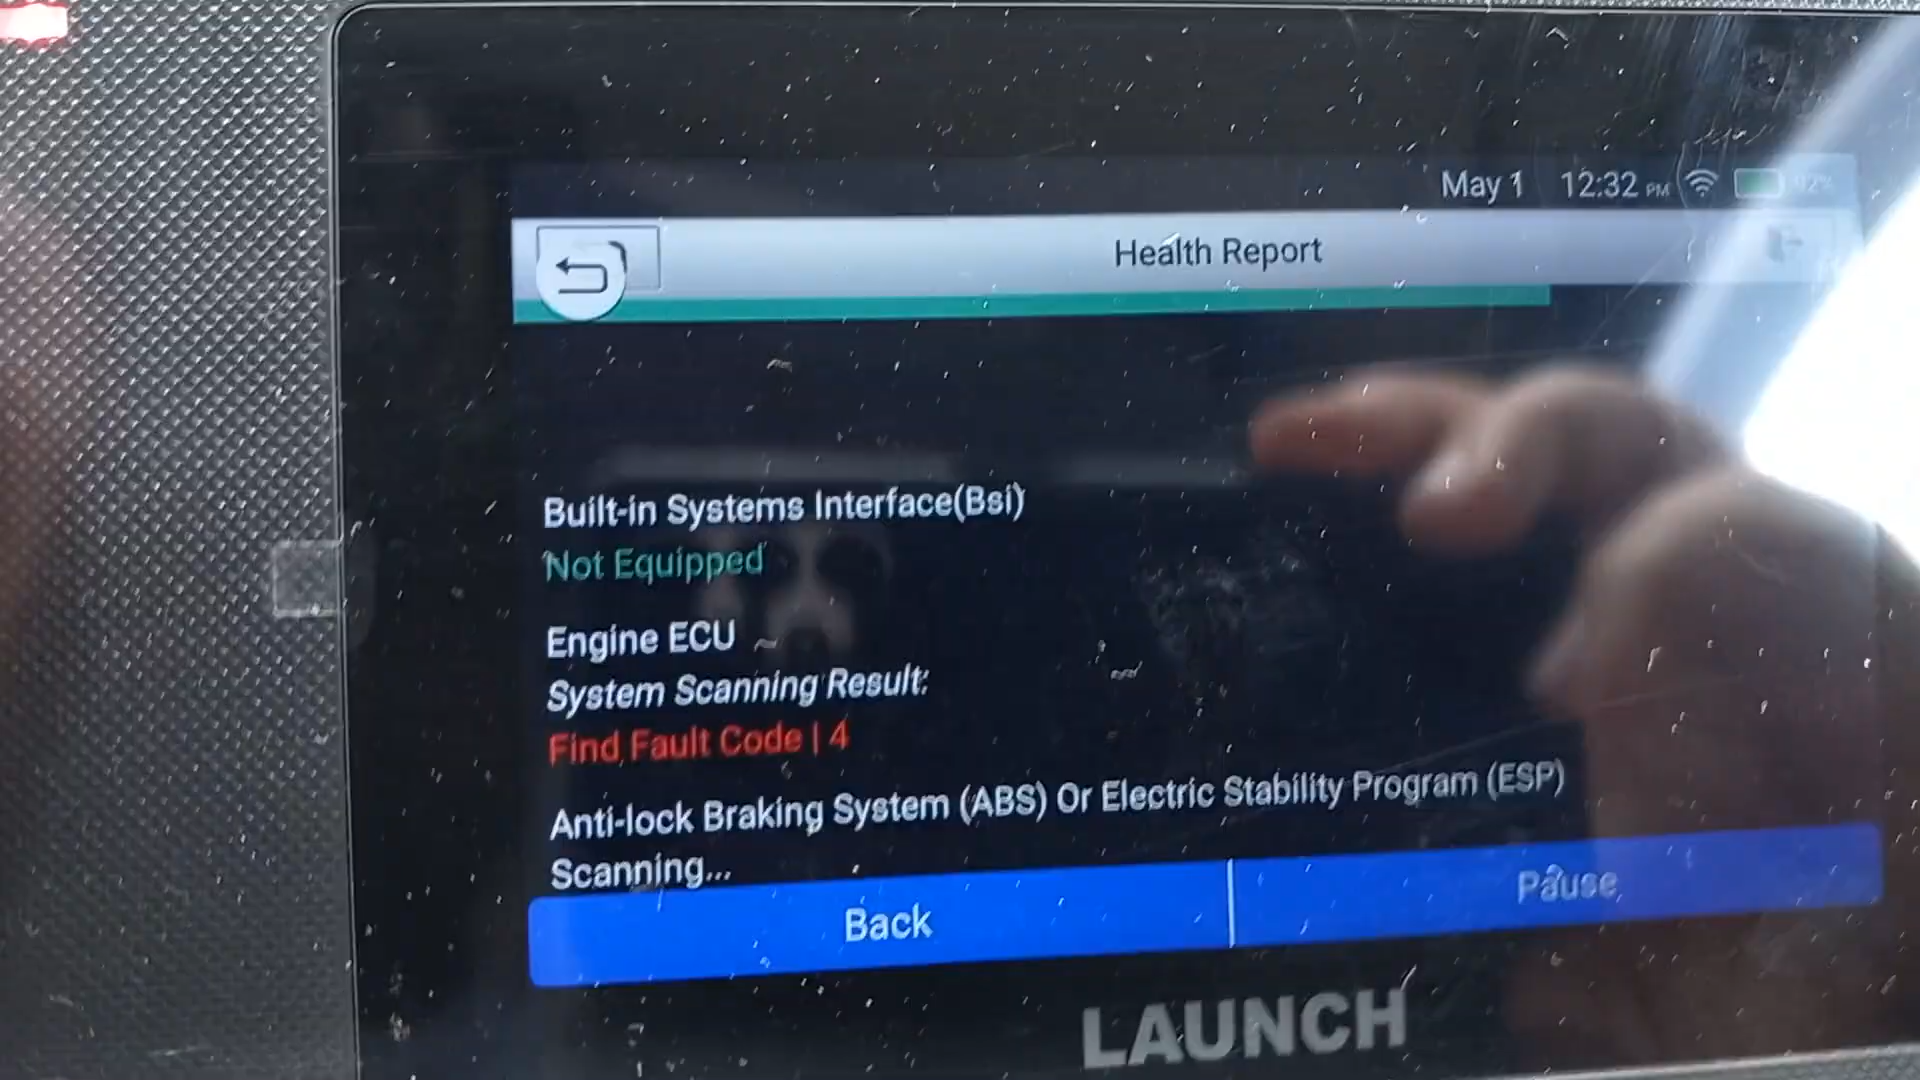 May 1 12:32 PM 92%
Health Report
Built-in Systems Interface(Bsi)
Not Equipped
Engine ECU
System Scanning Result:
Find Fault Code | 4
Anti-lock Braking System (ABS) Or Electric Stability Program (ESP)
Scanning...
Back Pause
LAUNCH